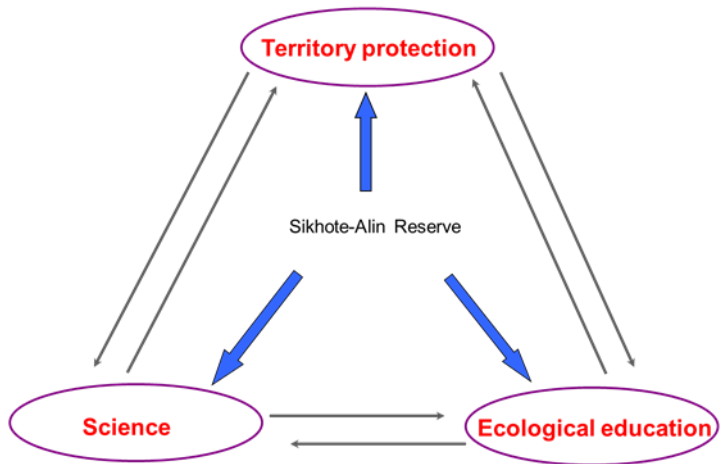 Territory protection
Sikhote-Alin Reserve
Science
Ecological education